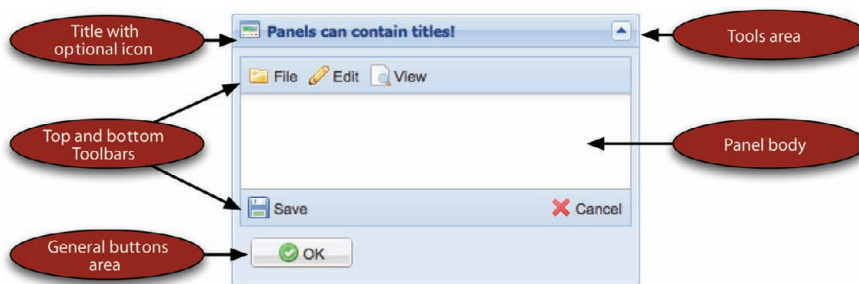 Title with
optional icon
Panels can contain titles!
Tools area
File Edit View
Top and bottom
Toolbars
Panel body
Save Cancel
General buttons
area
OK